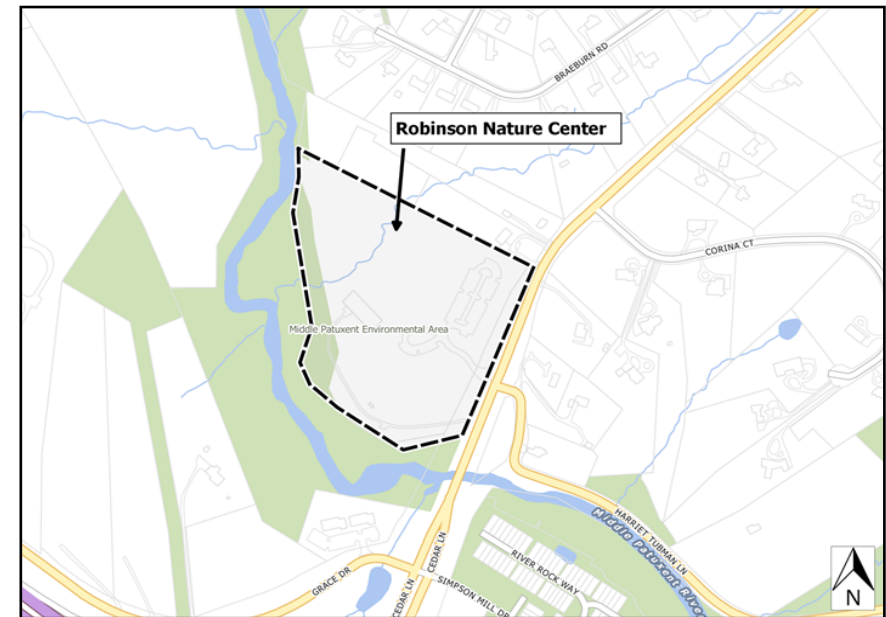 BRAEBURN RD
Robinson Nature Center
CORINA CT
Middle Patuxent Environmental Area
HARRIET TUBMAN LN
Middle Patuxent River
RIVER ROCK WAY
GRACE DR
CEDAR LN
SIMPSON MILL DR
CEDAR LN
N